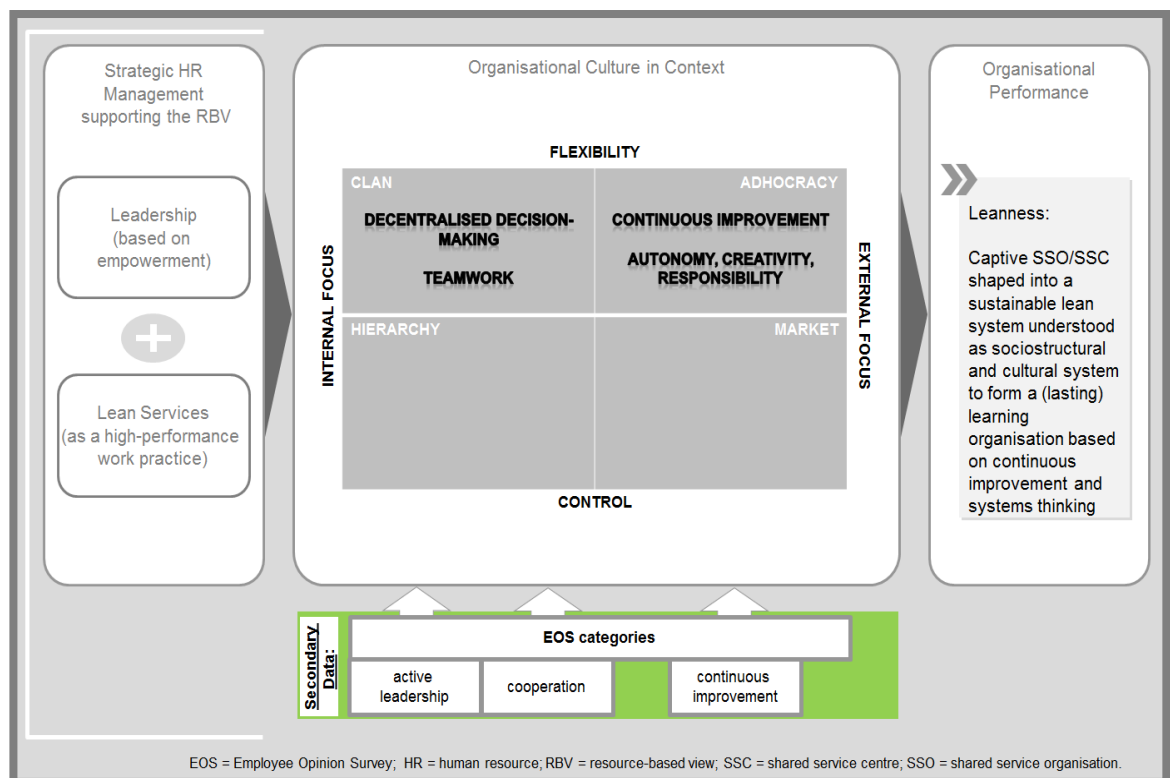 Strategic HR
Management
supporting the RBV
Leadership
(based on
empowerment)
Lean Services
(as a high-performance
work practice)
Organisational Culture in Context
FLEXIBILITY
INTERNAL FOCUS
CLAN
DECENTRALISED DECISION-
MAKING
TEAMWORK
ADHOCRACY
CONTINUOUS IMPROVEMENT
AUTONOMY, CREATIVITY,
RESPONSIBILITY
HIERARCHY
MARKET
EXTERNAL FOCUS
CONTROL
Organisational
Performance
Leanness:
Captive SSO/SSC
shaped into a
sustainable lean
system understood
as sociostructural
and cultural system
to form a (lasting)
learning
organisation based
on continuous
improvement and
systems thinking
Secondary
Data:
EOS categories
active
leadership
cooperation
continuous
improvement
EOS = Employee Opinion Survey; HR = human resource; RBV = resource-based view; SSC = shared service centre; SSO = shared service organisation.